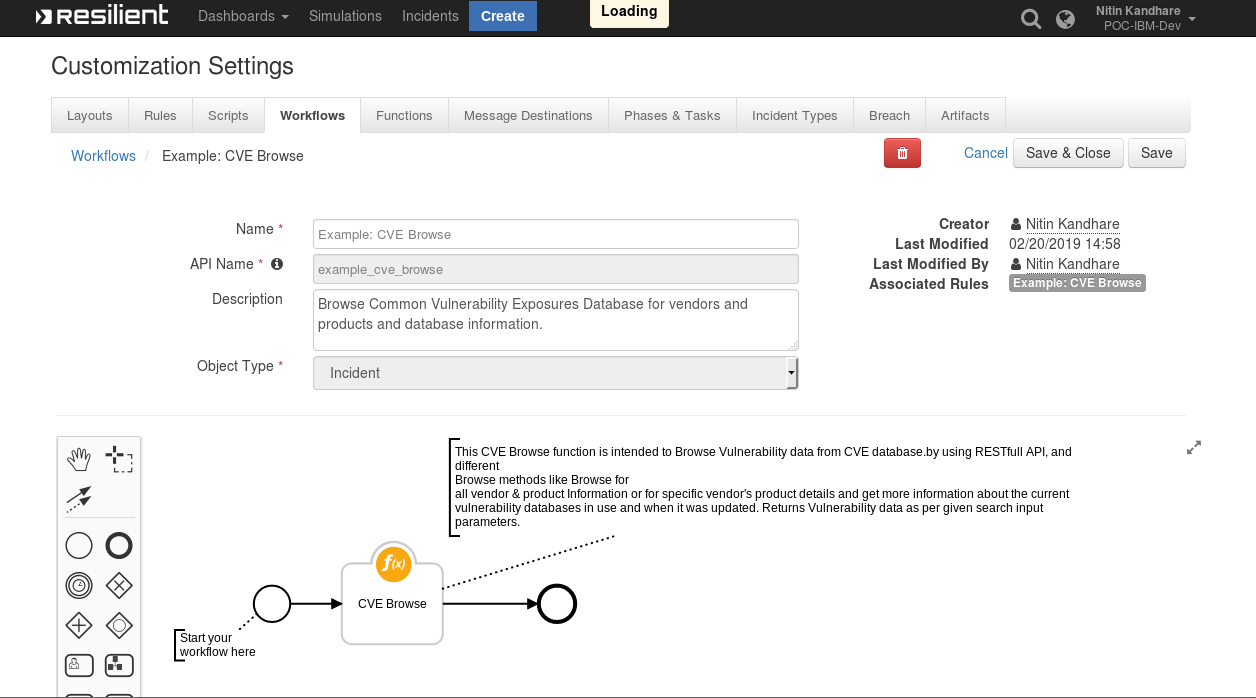 resilient Dashboards Simulations Incidents Create Loading Nitin Kandhare
POC-IBM-Dev
Customization Settings
Layouts Rules Scripts Workflows Functions Message Destinations Phases & Tasks Incident Types Breach Artifacts
Workflows / Example: CVE Browse Cancel Save & Close Save
Name * Example: CVE Browse
API Name * example_cve_browse
Description Browse Common Vulnerability Exposures Database for vendors and
products and database information.
Object Type * Incident
Creator Nitin Kandhare
Last Modified 02/20/2019 14:58
Last Modified By Nitin Kandhare
Associated Rules Example: CVE Browse
This CVE Browse function is intended to Browse Vulnerability data from CVE database.by using RESTfull API, and
different
Browse methods like Browse for
all vendor & product Information or for specific vendor's product details and get more information about the current
vulnerability databases in use and when it was updated. Returns Vulnerability data as per given search input
parameters.
f(x)
CVE Browse
Start your
workflow here